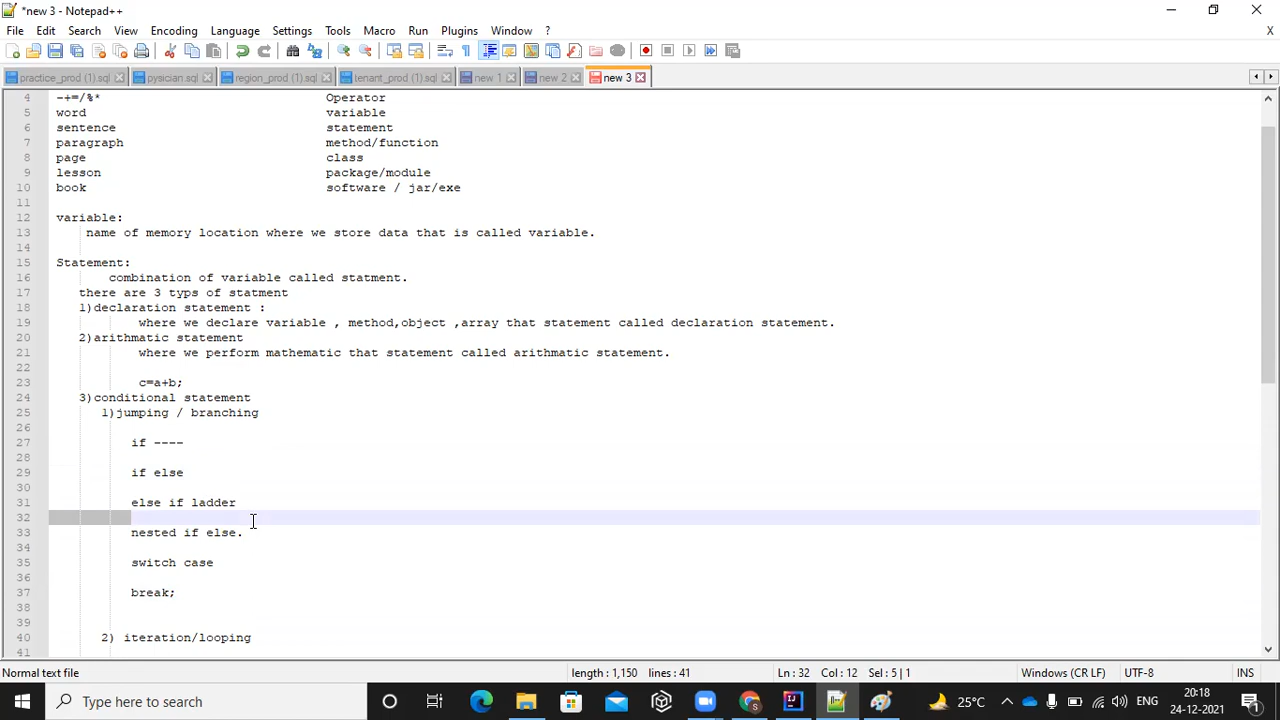 *new 3 - Notepad++
File Edit Search View Encoding Language Settings Tools Macro Run Plugins Window ?
X
practice_prod (1).sql pysician.sql region_prod (1).sql tenant_prod (1).sql new 1 new 2 new 3
4 -+=/%* Operator
5 word variable
6 sentence statement
7 paragraph method/function
8 page class
9 lesson package/module
10 book software / jar/exe
11
12 variable:
13 name of memory location where we store data that is called variable.
14
15 Statement:
16 combination of variable called statment.
17 there are 3 typs of statment
18 1)declaration statement :
19 where we declare variable , method,object ,array that statement called declaration statement.
20 2)arithmatic statement
21 where we perform mathematic that statement called arithmatic statement.
22
23 c=a+b;
24 3)conditional statement
25 1)jumping / branching
26
27 if ----
28
29 if else
30
31 else if ladder
32
33 nested if else.
34
35 switch case
36
37 break;
38
39
40 2) iteration/looping
41
Normal text file length : 1,150 lines : 41 Ln : 32 Col : 12 Sel : 5 | 1 Windows (CR LF) UTF-8 INS
Type here to search 25°C ENG 20:18 24-12-2021 1